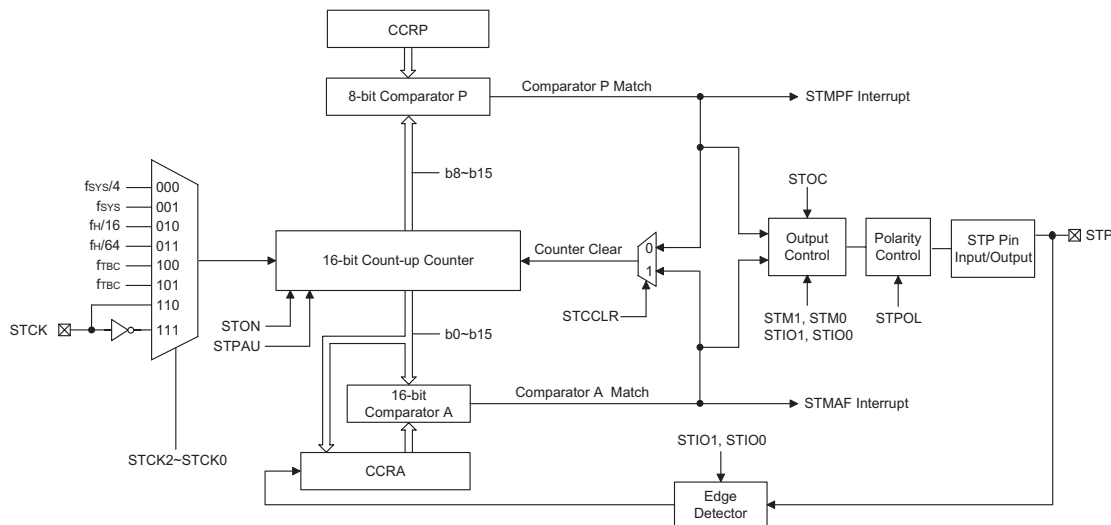 CCRP
8-bit Comparator P
Comparator P Match
STMPF Interrupt
b8~b15
fSYS/4
000
fSYS
001
fH/16
010
fH/64
011
fTBC
100
fTBC
101
110
111
STCK
STCK2~STCK0
16-bit Count-up Counter
STON
STPAU
Counter Clear
0
1
STCCLR
STOC
Output
Control
STM1, STM0
STIO1, STIO0
Polarity
Control
STPOL
STP Pin
Input/Output
STP
b0~b15
16-bit
Comparator A
Comparator A Match
STMAF Interrupt
CCRA
STIO1, STIO0
Edge
Detector